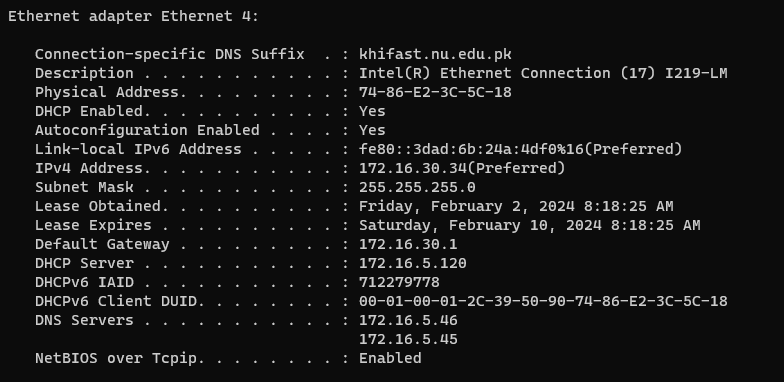 Ethernet adapter Ethernet 4:
Connection-specific DNS Suffix  . : khifast.nu.edu.pk
Description . . . . . . . . . . . : Intel(R) Ethernet Connection (17) I219-LM
Physical Address. . . . . . . . . : 74-86-E2-3C-5C-18
DHCP Enabled. . . . . . . . . . . : Yes
Autoconfiguration Enabled . . . . : Yes
Link-local IPv6 Address . . . . . : fe80::3dad:6b:24a:4df0%16(Preferred)
IPv4 Address. . . . . . . . . . . : 172.16.30.34(Preferred)
Subnet Mask . . . . . . . . . . . : 255.255.255.0
Lease Obtained. . . . . . . . . . : Friday, February 2, 2024 8:18:25 AM
Lease Expires . . . . . . . . . . : Saturday, February 10, 2024 8:18:25 AM
Default Gateway . . . . . . . . . : 172.16.30.1
DHCP Server . . . . . . . . . . . : 172.16.5.120
DHCPv6 IAID . . . . . . . . . . . : 712279778
DHCPv6 Client DUID. . . . . . . . : 00-01-00-01-2C-39-50-90-74-86-E2-3C-5C-18
DNS Servers . . . . . . . . . . . : 172.16.5.46
172.16.5.45
NetBIOS over Tcpip. . . . . . . . : Enabled